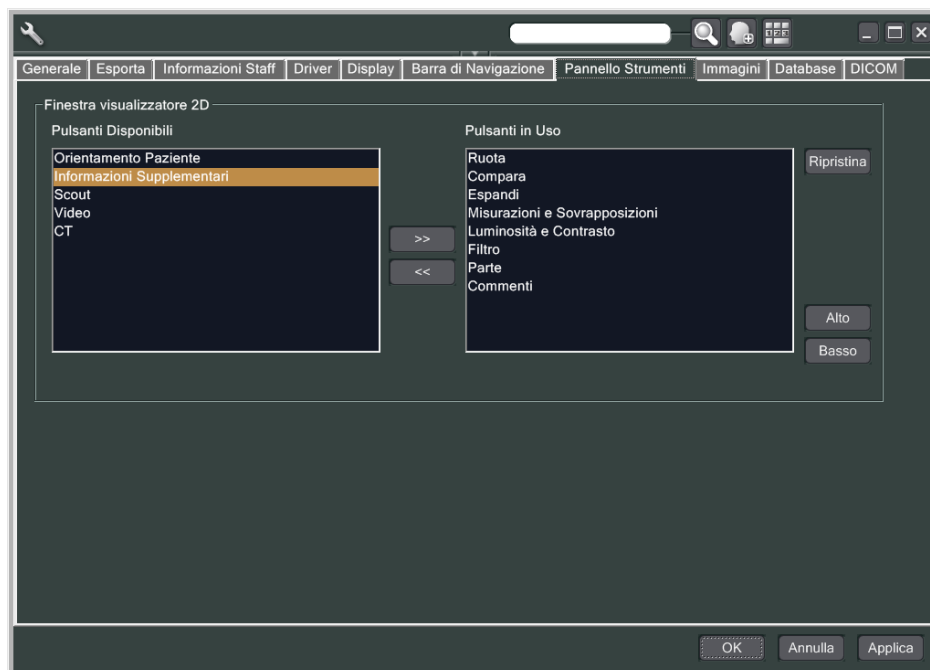 Generale Esporta Informazioni Staff Driver Display Barra di Navigazione Pannello Strumenti Immagini Database DICOM
Finestra visualizzatore 2D
Pulsanti Disponibili
Orientamento Paziente
Informazioni Supplementari
Scout
Video
CT
>>
<<
Pulsanti in Uso
Ruota
Compara
Espandi
Misurazioni e Sovrapposizioni
Luminosità e Contrasto
Filtro
Parte
Commenti
Ripristina
Alto
Basso
OK Annulla Applica